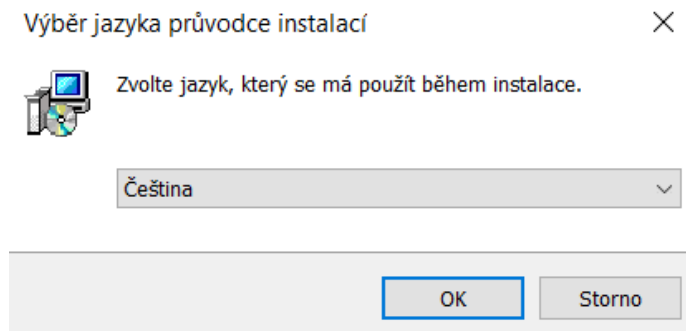 Výběr jazyka průvodce instalací
Zvolte jazyk, který se má použít během instalace.
Čeština
OK
Storno